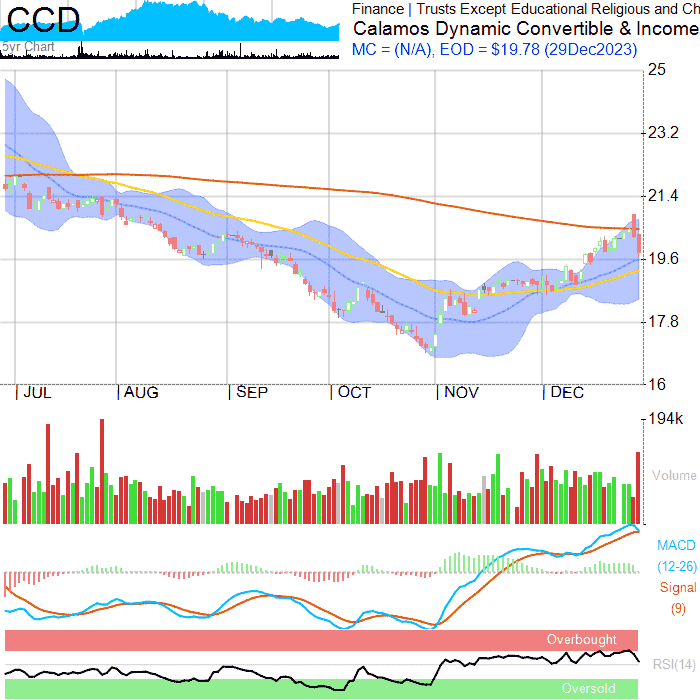 CCD
5yr Chart
Finance | Trusts Except Educational Religious and Ch
Calamos Dynamic Convertible & Income
MC = (N/A), EOD = $19.78 (29Dec2023)
25
23.2
21.4
19.6
17.8
16
JUL
AUG
SEP
OCT
NOV
DEC
194k
Volume
MACD
(12-26)
Signal
(9)
Overbought
RSI(14)
Oversold